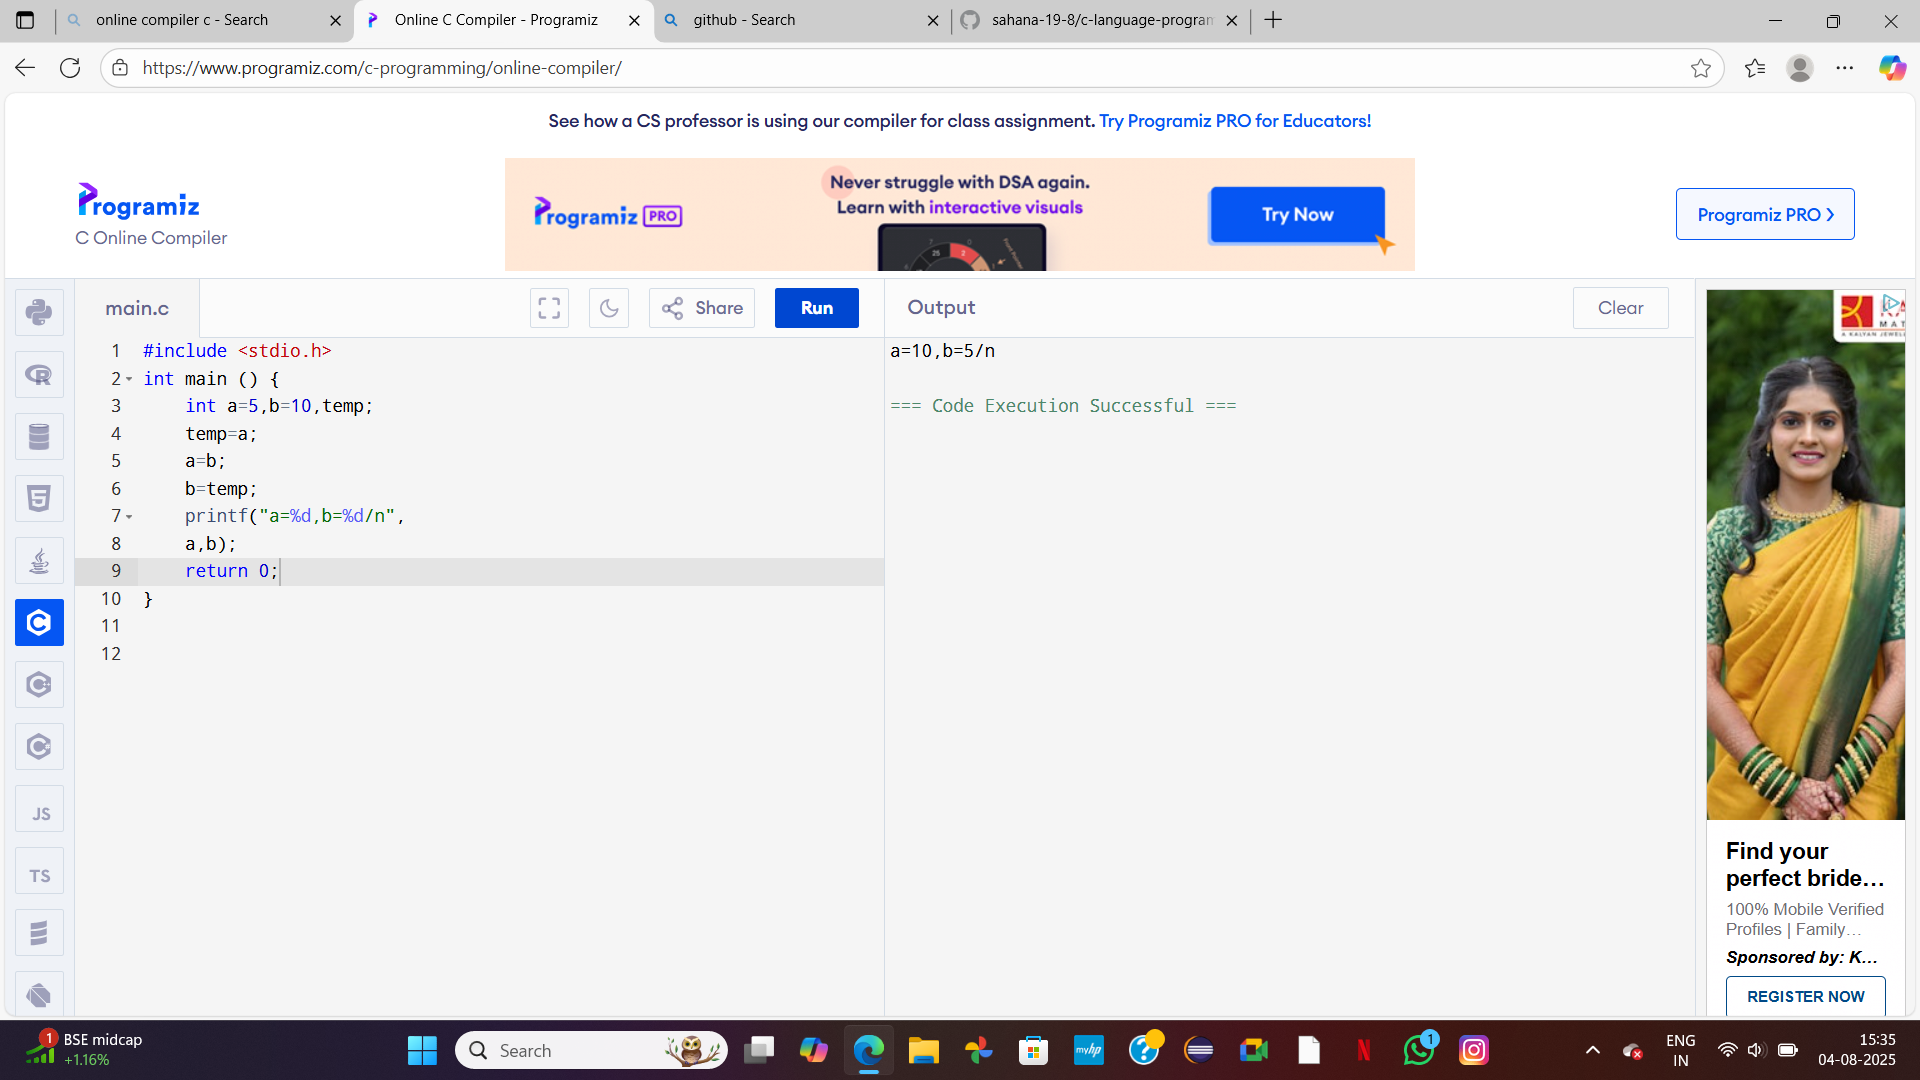 online compiler c - Search
Online C Compiler - Programiz
github - Search
sahana-19-8/c-language-program
https://www.programiz.com/c-programming/online-compiler/
See how a CS professor is using our compiler for class assignment. Try Programiz PRO for Educators!
Programiz
C Online Compiler
Programiz PRO
Never struggle with DSA again.
Learn with interactive visuals
Try Now
Programiz PRO
main.c
Share
Run
Output
Clear
1 #include <stdio.h>
2 int main () {
3 int a=5,b=10,temp;
4 temp=a;
5 a=b;
6 b=temp;
7 printf("a=%d,b=%d/n",
8 a,b);
9 return 0;
10 }
11
12
a=10,b=5/n
=== Code Execution Successful ===
JS
TS
Find your
perfect bride…
100% Mobile Verified
Profiles | Family…
Sponsored by: K…
REGISTER NOW
1
BSE midcap
+1.16%
Search
myhp
1
ENG
IN
15:35
04-08-2025